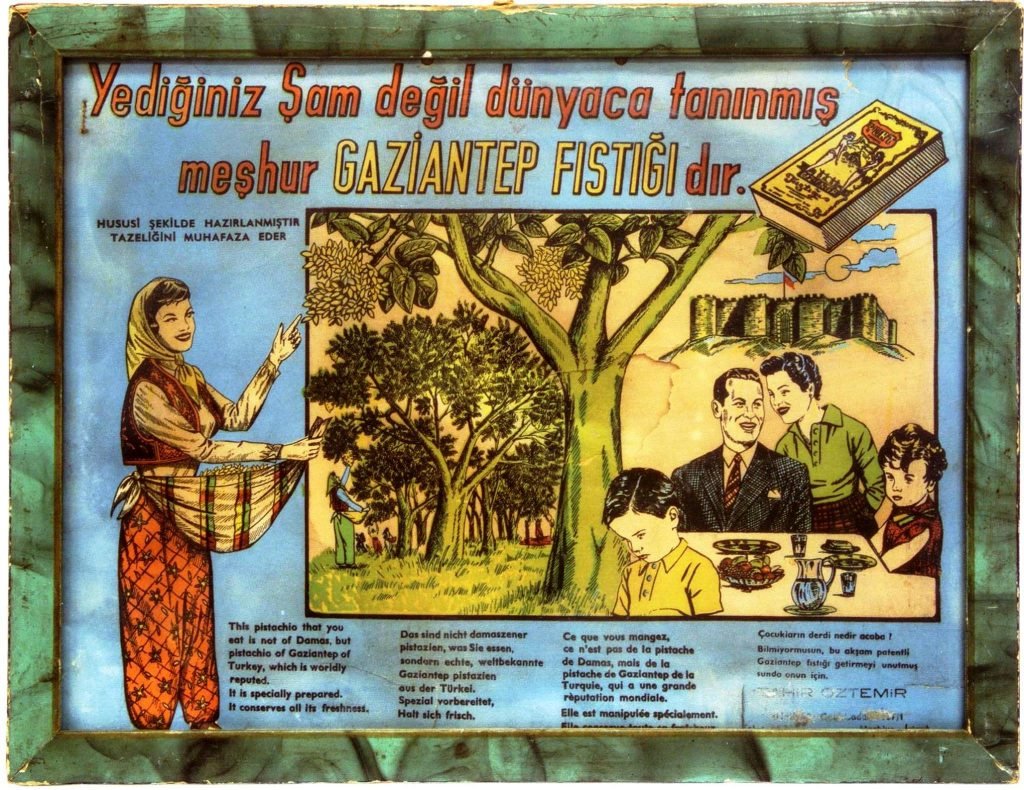 Yediğiniz Şam değil dünyaca tanınmış
meşhur GAZİANTEP FISTIĞI dır.
HUSUSİ ŞEKİLDE HAZIRLANMIŞTIR
TAZELİĞİNİ MUHAFAZA EDER
This pistachio that you
eat is not of Damas, but
pistachio of Gaziantep of
Turkey, which is worldly
reputed.
It is specially prepared.
It conserves all its freshness.
Das sind nicht damaszener
pistazien, was Sie essen,
sondern echte, weltbekannte
Gaziantep pistazien
aus der Türkei.
Spezial vorbereitet,
Halt sich frisch.
Ce que vous mangez,
ce n'est pas de la pistache
de Damas, mais de la
pistache de Gaziantep de la
Turquie, qui a une grande
rèputation mondiale.
Elle est manipulée spécialement.
Çocukların derdi nedir acaba ?
Bilmiyormusun, bu akşam patentli
Gaziantep fıstığı getirmeyi unutmuş
sunda onun için.
ÖZTEMİR